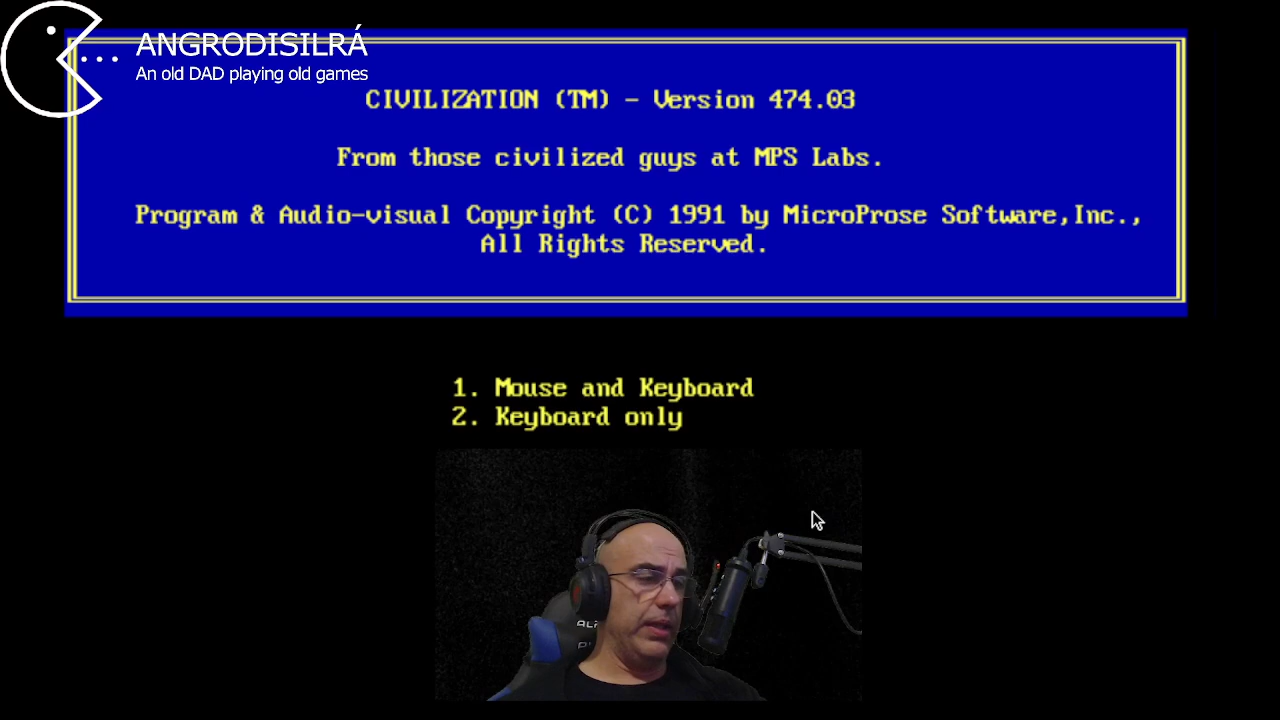 ANGRODISILRÁ
An old DAD playing old games
CIVILIZATION (TM) - Version 474.03
From those civilized guys at MPS Labs.
Program & Audio-visual Copyright (C) 1991 by MicroProse Software,Inc.,
All Rights Reserved.
1. Mouse and Keyboard
2. Keyboard only